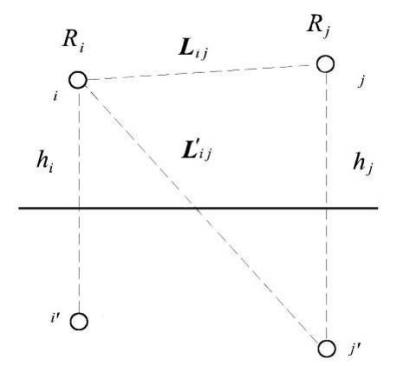 R_i L_ij R_j
i j
h_i L'_ij h_j
i' j'